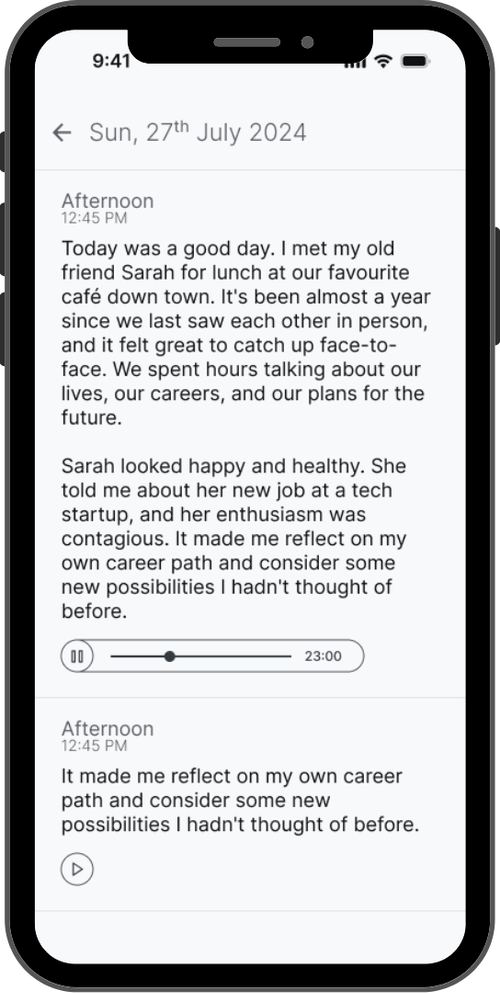 9:41
Sun, 27th July 2024
Afternoon
12:45 PM
Today was a good day. I met my old
friend Sarah for lunch at our favourite
café down town. It's been almost a year
since we last saw each other in person,
and it felt great to catch up face-to-
face. We spent hours talking about our
lives, our careers, and our plans for the
future.
Sarah looked happy and healthy. She
told me about her new job at a tech
startup, and her enthusiasm was
contagious. It made me reflect on my
own career path and consider some
new possibilities I hadn't thought of
before.
23:00
Afternoon
12:45 PM
It made me reflect on my own career
path and consider some new
possibilities I hadn't thought of before.